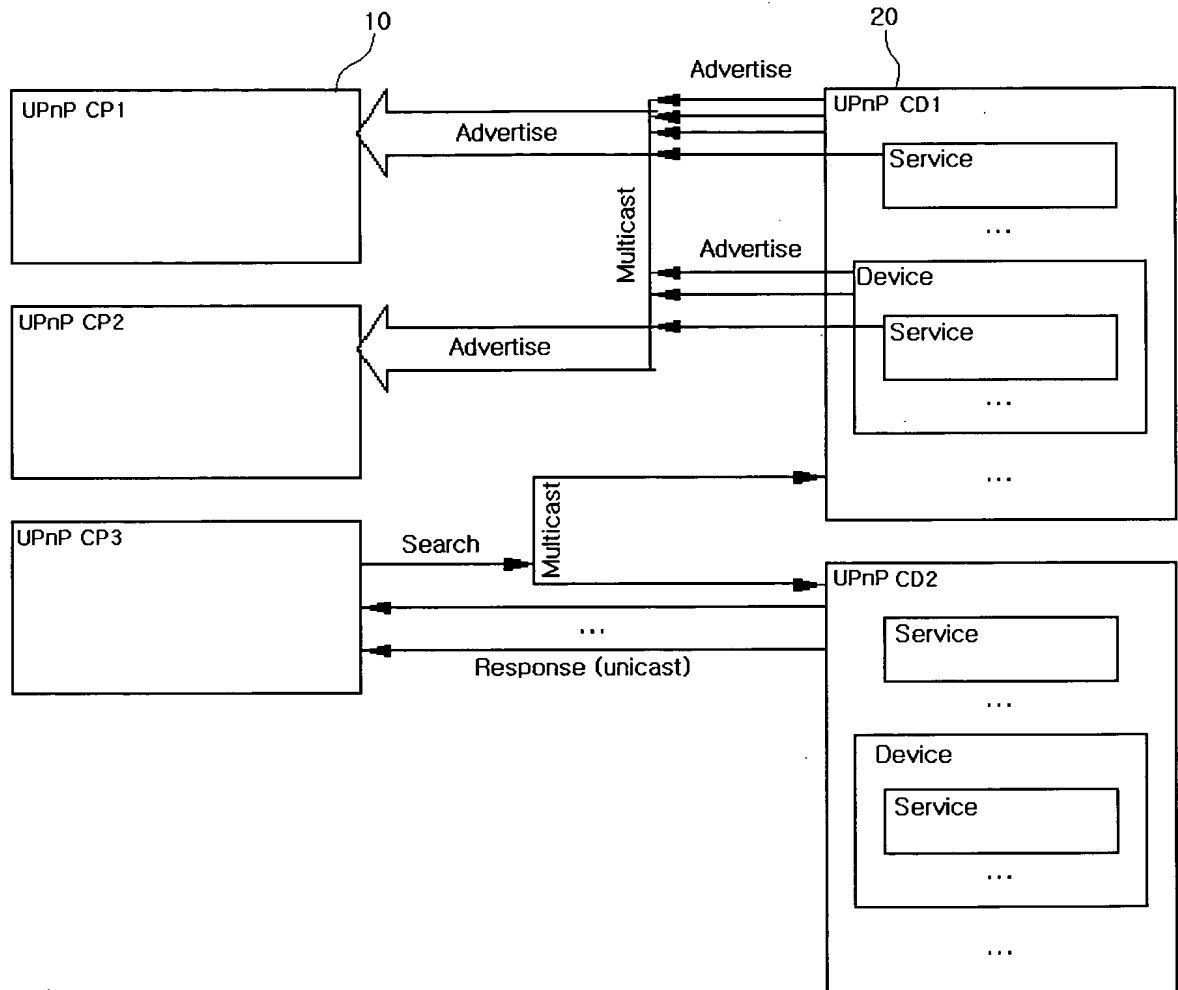 10
20
UPnP CP1
Advertise
Advertise
UPnP CD1
Service
...
Multicast
Advertise
Device
UPnP CP2
Advertise
Service
...
...
UPnP CP3
Search
Multicast
UPnP CD2
...
Response (unicast)
Service
...
Device
Service
...
...